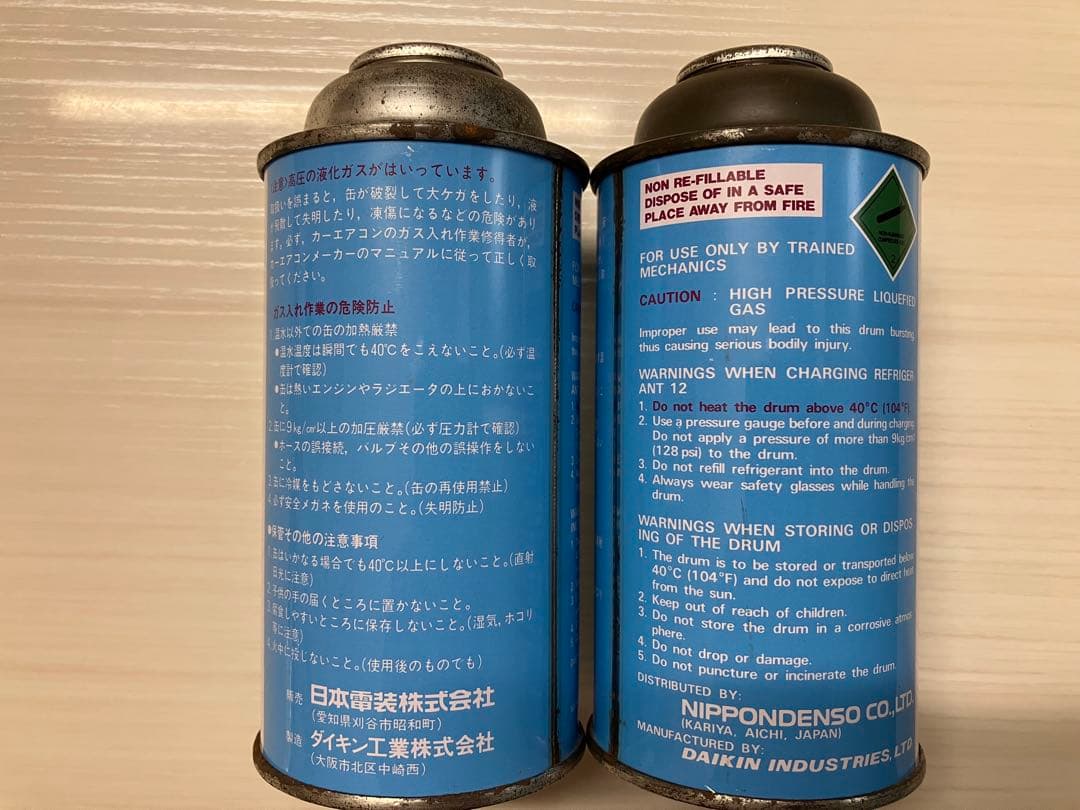 〈注意〉高圧の液化ガスがはいっています。
取扱いを誤まると、缶が破裂して大ケガをしたり、液
が飛散して失明したり、凍傷になるなどの危険があり
ます。必ず、カーエアコンのガス入れ作業修得者が、
カーエアコンメーカーのマニュアルに従って正しく取
扱ってください。
ガス入れ作業の危険防止
1.温水以外での缶の加熱厳禁
●温水温度は瞬間でも40℃をこえないこと。(必ず温
度計で確認)
●缶は熱いエンジンやラジエータの上におかないこ
と。
2.缶に9kg/cm²以上の加圧厳禁(必ず圧力計で確認)
●ホースの誤接続,バルブその他の誤操作をしない
こと。
3.缶に冷媒をもどさないこと。(缶の再使用禁止)
4.必ず安全メガネを使用のこと。(失明防止)
●保管その他の注意事項
1.缶はいかなる場合でも40℃以上にしないこと。(直射
日光に注意)
2.子供の手の届くところに置かないこと。
3.腐食しやすいところに保存しないこと。(湿気,ホコリ
等に注意)
4.火中に投じないこと。(使用後のものでも)
販売 日本電装株式会社
(愛知県刈谷市昭和町)
製造 ダイキン工業株式会社
(大阪市北区中崎西)
NON RE-FILLABLE
DISPOSE OF IN A SAFE
PLACE AWAY FROM FIRE
FOR USE ONLY BY TRAINED
MECHANICS
CAUTION : HIGH PRESSURE LIQUEFIED
GAS
Improper use may lead to this drum bursting,
thus causing serious bodily injury.
WARNINGS WHEN CHARGING REFRIGER
ANT 12
1. Do not heat the drum above 40°C (104°F).
2. Use a pressure gauge before and during charging.
Do not apply a pressure of more than 9kg/cm²
(128 psi) to the drum.
3. Do not refill refrigerant into the drum.
4. Always wear safety glasses while handling the
drum.
WARNINGS WHEN STORING OR DISPOS
ING OF THE DRUM
1. The drum is to be stored or transported below
40°C (104°F) and do not expose to direct heat
from the sun.
2. Keep out of reach of children.
3. Do not store the drum in a corrosive atmos
phere.
4. Do not drop or damage.
5. Do not puncture or incinerate the drum.
DISTRIBUTED BY:
NIPPONDENSO CO., LTD.
(KARIYA, AICHI, JAPAN)
MANUFACTURED BY:
DAIKIN INDUSTRIES, LTD.